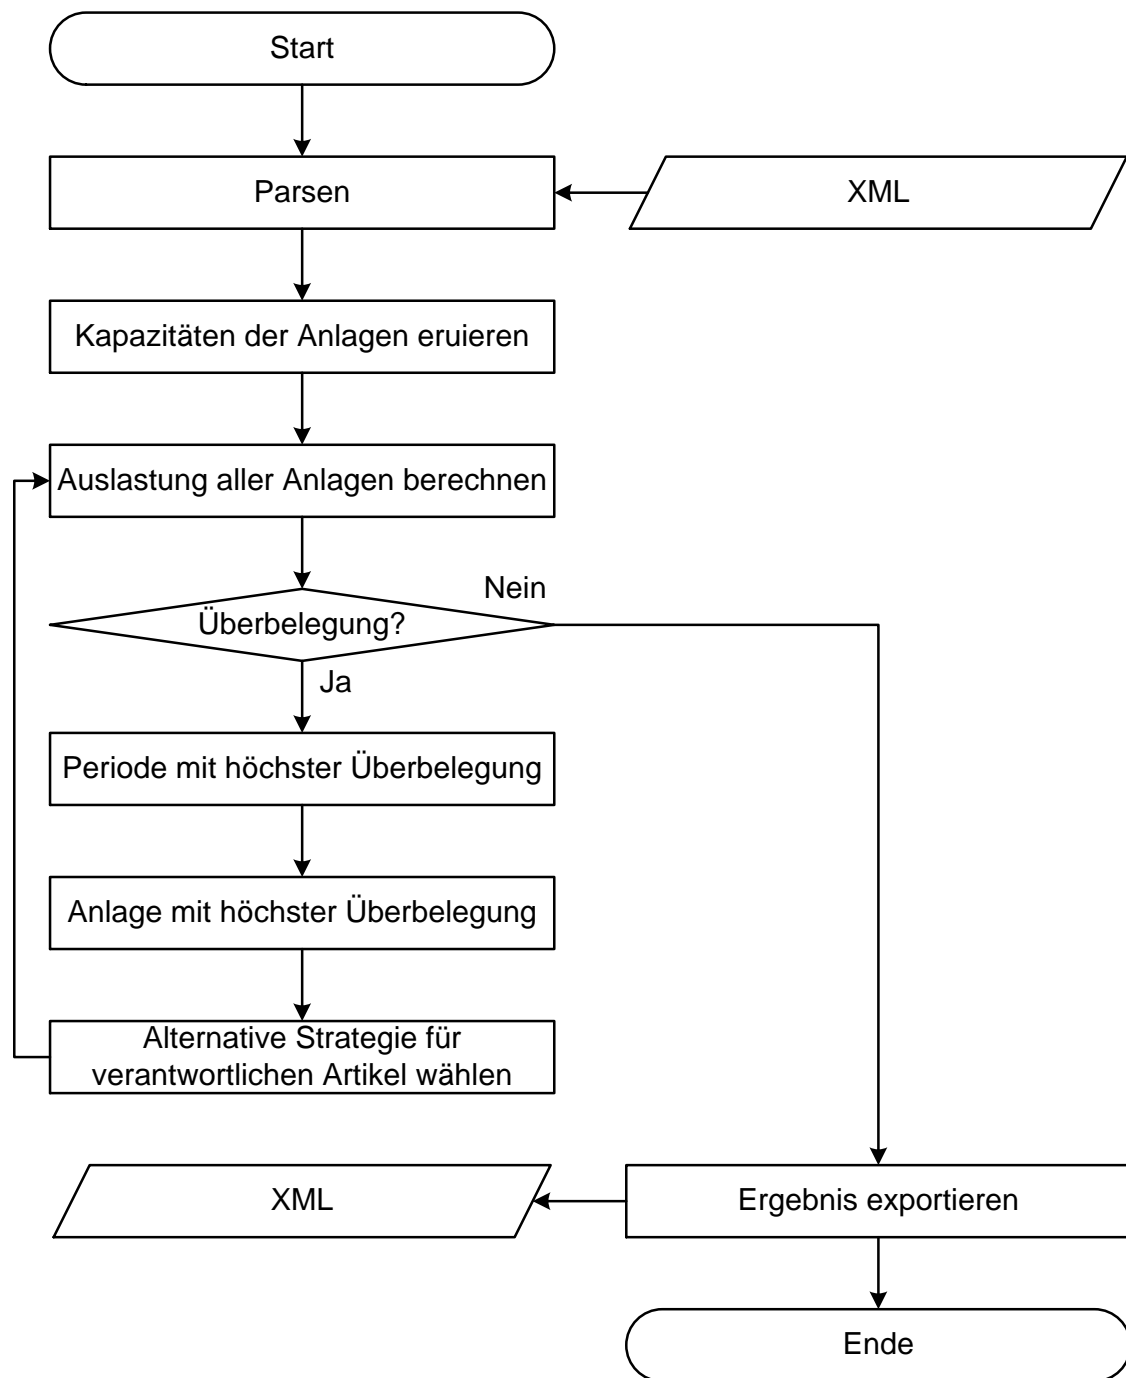 Start
Parsen
XML
Kapazitäten der Anlagen eruieren
Auslastung aller Anlagen berechnen
Nein
Überbelegung?
Ja
Periode mit höchster Überbelegung
Anlage mit höchster Überbelegung
Alternative Strategie für
verantwortlichen Artikel wählen
XML
Ergebnis exportieren
Ende